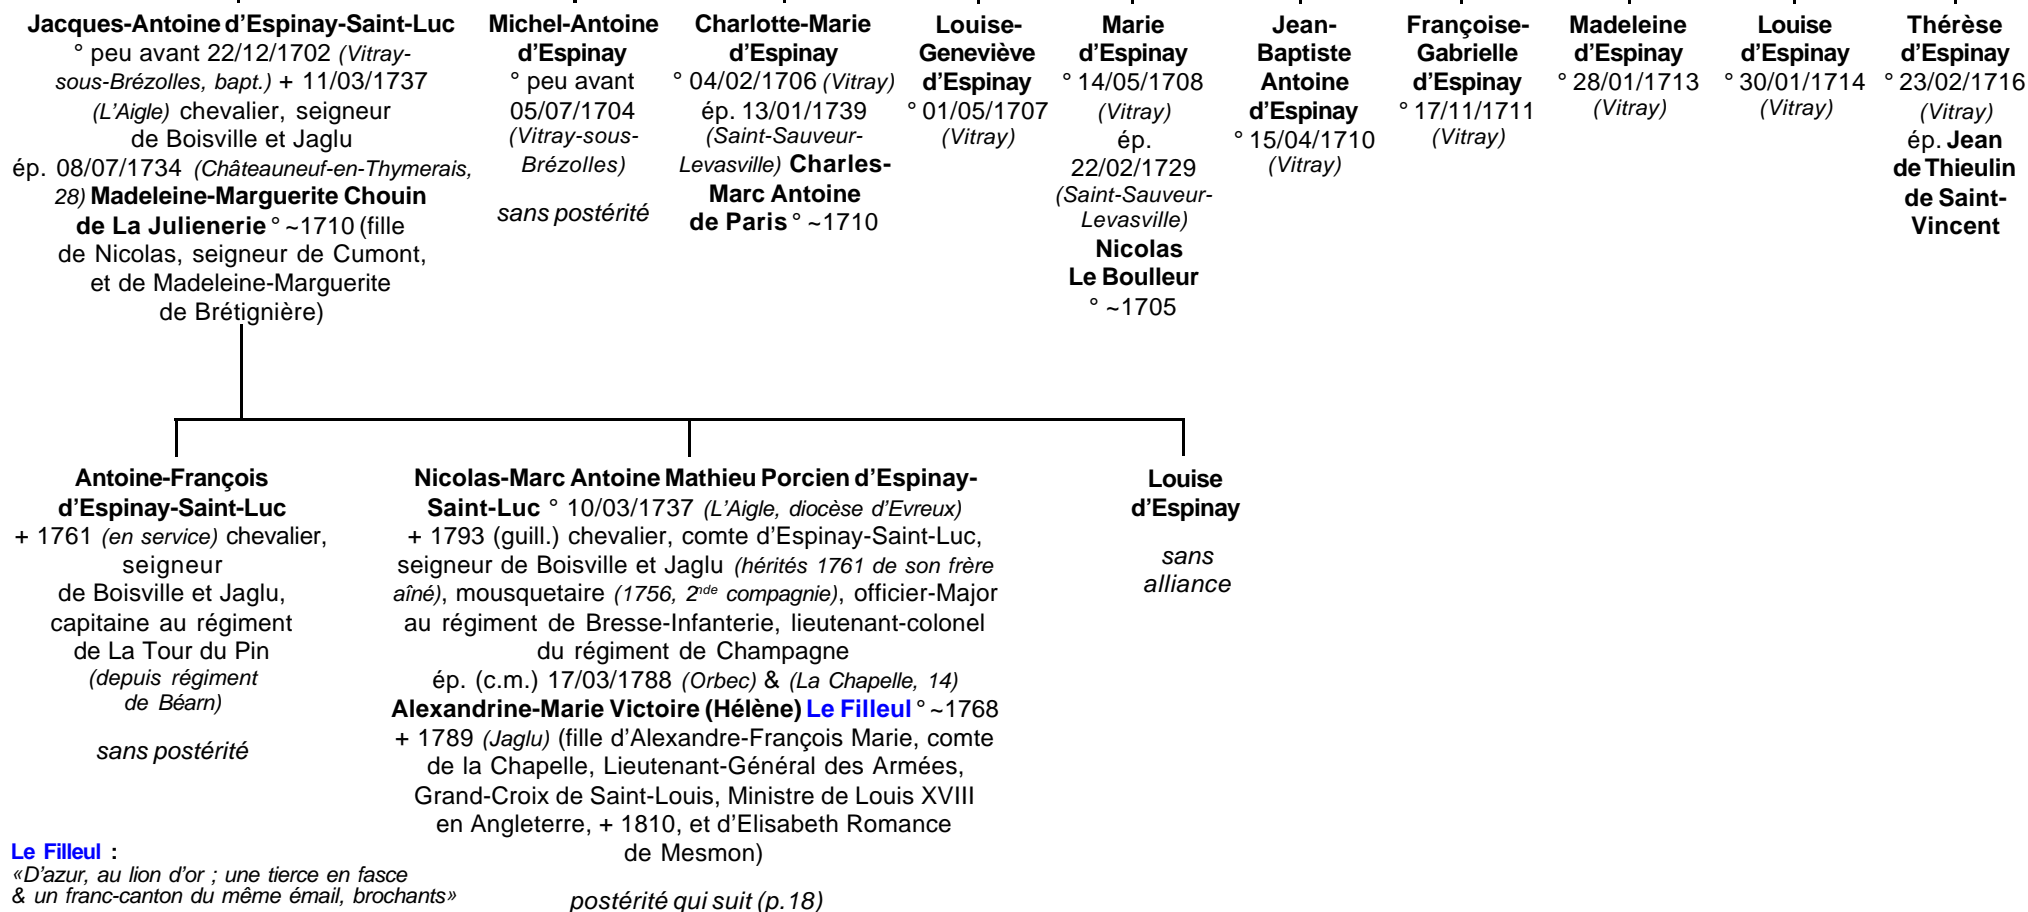 Jacques-Antoine d'Espinay-Saint-Luc
° peu avant 22/12/1702 (Vitray-
sous-Brézolles, bapt.) + 11/03/1737
(L'Aigle) chevalier, seigneur
de Boisville et Jaglu
ép. 08/07/1734 (Châteauneuf-en-Thymerais,
28) Madeleine-Marguerite Chouin
de La Julienerie ° ~1710 (fille
de Nicolas, seigneur de Cumont,
et de Madeleine-Marguerite
de Brétignière)
Michel-Antoine
d'Espinay
° peu avant
05/07/1704
(Vitray-sous-
Brézolles)
sans postérité
Charlotte-Marie
d'Espinay
° 04/02/1706 (Vitray)
ép. 13/01/1739
(Saint-Sauveur-
Levasville) Charles-
Marc Antoine
de Paris ° ~1710
Louise-
Geneviève
d'Espinay
° 01/05/1707
(Vitray)
Marie
d'Espinay
° 14/05/1708
(Vitray)
ép.
22/02/1729
(Saint-Sauveur-
Levasville)
Nicolas
Le Boulleur
° ~1705
Jean-
Baptiste
Antoine
d'Espinay
° 15/04/1710
(Vitray)
Françoise-
Gabrielle
d'Espinay
° 17/11/1711
(Vitray)
Madeleine
d'Espinay
° 28/01/1713
(Vitray)
Louise
d'Espinay
° 30/01/1714
(Vitray)
Thérèse
d'Espinay
° 23/02/1716
(Vitray)
ép. Jean
de Thieulin
de Saint-
Vincent
Antoine-François
d'Espinay-Saint-Luc
+ 1761 (en service) chevalier,
seigneur
de Boisville et Jaglu,
capitaine au régiment
de La Tour du Pin
(depuis régiment
de Béarn)
sans postérité
Nicolas-Marc Antoine Mathieu Porcien d'Espinay-
Saint-Luc ° 10/03/1737 (L'Aigle, diocèse d'Evreux)
+ 1793 (guill.) chevalier, comte d'Espinay-Saint-Luc,
seigneur de Boisville et Jaglu (hérités 1761 de son frère
aîné), mousquetaire (1756, 2nde compagnie), officier-Major
au régiment de Bresse-Infanterie, lieutenant-colonel
du régiment de Champagne
ép. (c.m.) 17/03/1788 (Orbec) & (La Chapelle, 14)
Alexandrine-Marie Victoire (Hélène) Le Filleul ° ~1768
+ 1789 (Jaglu) (fille d'Alexandre-François Marie, comte
de la Chapelle, Lieutenant-Général des Armées,
Grand-Croix de Saint-Louis, Ministre de Louis XVIII
en Angleterre, + 1810, et d'Elisabeth Romance
de Mesmon)
postérité qui suit (p.18)
Louise
d'Espinay
sans
alliance
Le Filleul :
«D'azur, au lion d'or ; une tierce en fasce
& un franc-canton du même émail, brochants»